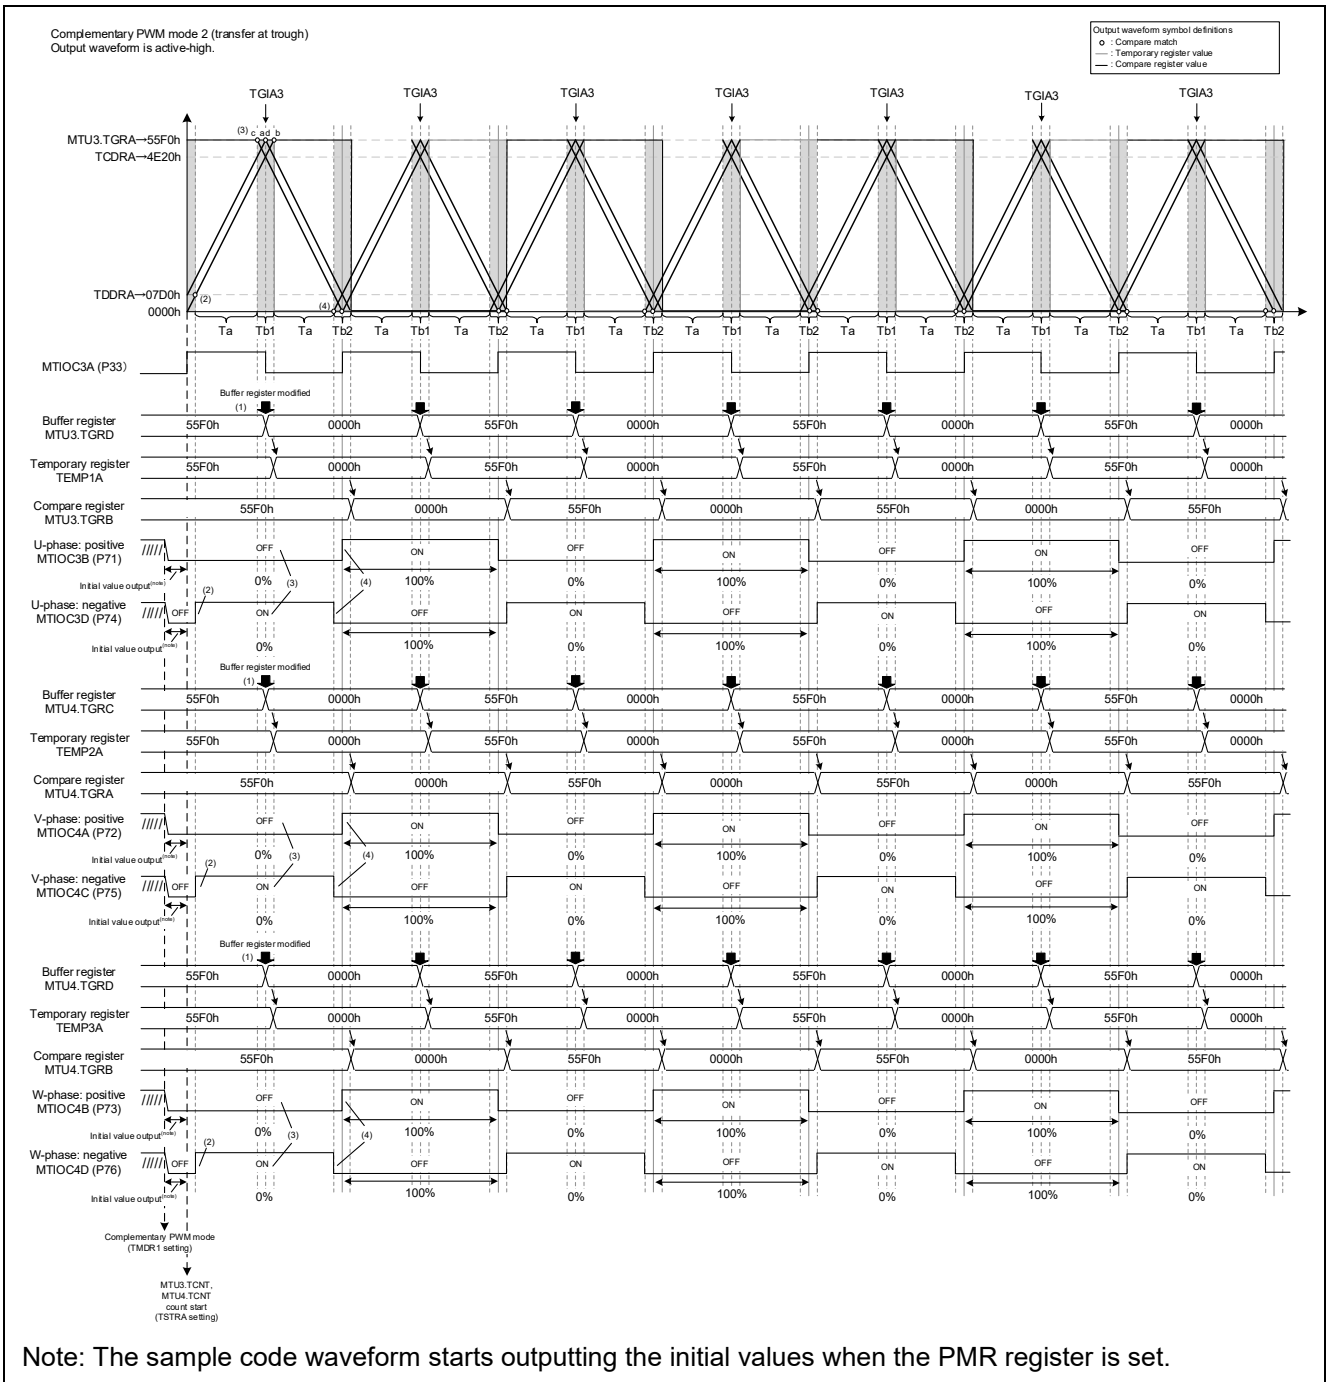 Complementary PWM mode 2 (transfer at trough)
Output waveform is active-high.
Output waveform symbol definitions
: Compare match
: Temporary register value
: Compare register value
TGIA3 TGIA3 TGIA3 TGIA3 TGIA3 TGIA3 TGIA3
(3) c a d b
MTU3.TGRA→55F0h
TCDRA→4E20h
TDDRA→07D0h (2)
0000h (4)
Ta Tb1 Ta Tb2 Ta Tb1 Ta Tb2 Ta Tb1 Ta Tb2 Ta Tb1 Ta Tb2 Ta Tb1 Ta Tb2 Ta Tb1 Ta Tb2 Ta Tb1 Ta Tb2
MTIOC3A (P33)
Buffer register modified
(1)
Buffer register
MTU3.TGRD
55F0h 0000h 55F0h 0000h 55F0h 0000h 55F0h 0000h
Temporary register
TEMP1A
55F0h 0000h 55F0h 0000h 55F0h 0000h 55F0h 0000h
Compare register
MTU3.TGRB
55F0h 0000h 55F0h 0000h 55F0h 0000h 55F0h
U-phase: positive
MTIOC3B (P71)
OFF ON OFF ON OFF ON OFF
Initial value output(note)
0% (3) 100% (4) 0% 100% 0% 100% 0%
U-phase: negative
MTIOC3D (P74)
OFF (2) ON OFF ON OFF ON OFF ON
Initial value output(note)
0% 100% 0% 100% 0% 100% 0%
Buffer register modified
(1)
Buffer register
MTU4.TGRC
55F0h 0000h 55F0h 0000h 55F0h 0000h 55F0h 0000h
Temporary register
TEMP2A
55F0h 0000h 55F0h 0000h 55F0h 0000h 55F0h 0000h
Compare register
MTU4.TGRA
55F0h 0000h 55F0h 0000h 55F0h 0000h 55F0h
V-phase: positive
MTIOC4A (P72)
OFF ON OFF ON OFF ON OFF
Initial value output(note)
0% (3) 100% (4) 0% 100% 0% 100% 0%
V-phase: negative
MTIOC4C (P75)
OFF (2) ON OFF ON OFF ON OFF ON
Initial value output(note)
0% 100% 0% 100% 0% 100% 0%
Buffer register modified
(1)
Buffer register
MTU4.TGRD
55F0h 0000h 55F0h 0000h 55F0h 0000h 55F0h 0000h
Temporary register
TEMP3A
55F0h 0000h 55F0h 0000h 55F0h 0000h 55F0h 0000h
Compare register
MTU4.TGRB
55F0h 0000h 55F0h 0000h 55F0h 0000h 55F0h
W-phase: positive
MTIOC4B (P73)
OFF ON OFF ON OFF ON OFF
Initial value output(note)
0% (3) 100% (4) 0% 100% 0% 100% 0%
W-phase: negative
MTIOC4D (P76)
OFF (2) ON OFF ON OFF ON OFF ON
Initial value output(note)
0% 100% 0% 100% 0% 100% 0%
Complementary PWM mode
(TMDR1 setting)
MTU3.TCNT,
MTU4.TCNT
count start
(TSTRA setting)
Note: The sample code waveform starts outputting the initial values when the PMR register is set.